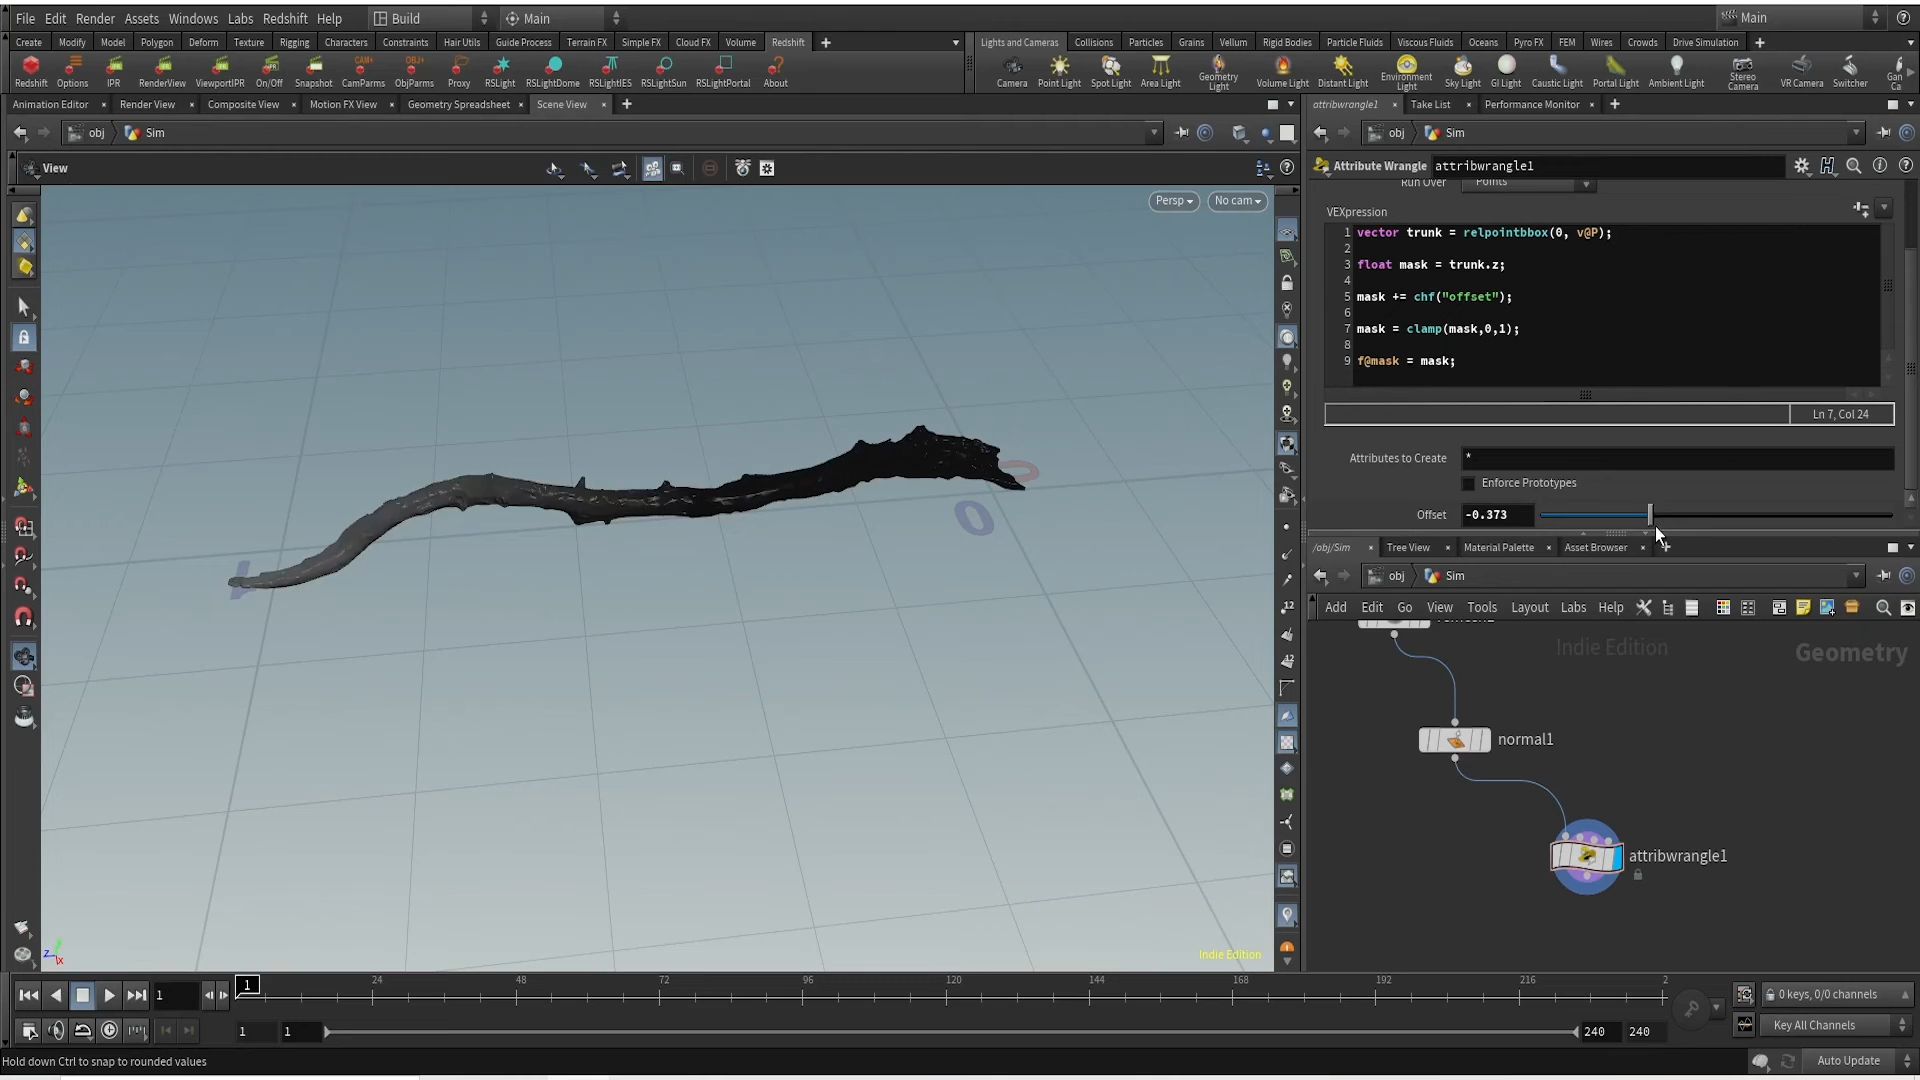 File Edit Render Assets Windows Labs Redshift Help Build Main Main
Create Modify Model Polygon Deform Texture Rigging Characters Constraints Hair Utils Guide Process Terrain FX Simple FX Cloud FX Volume Redshift
Lights and Cameras Collisions Particles Grains Vellum Rigid Bodies Particle Fluids Viscous Fluids Oceans Pyro FX FEM Wires Crowds Drive Simulation
Redshift Options IPR RenderView ViewportIPR On/Off Snapshot CamParms ObjParms Proxy RSLight RSLightDome RSLightIES RSLightSun RSLightPortal About
Camera Point Light Spot Light Area Light Geometry Light Volume Light Distant Light Environment Light Sky Light GI Light Caustic Light Portal Light Ambient Light Stereo Camera VR Camera Switcher Gan Ca
Animation Editor Render View Composite View Motion FX View Geometry Spreadsheet Scene View
attribwrangle1 Take List Performance Monitor
obj Sim
obj Sim
View
Attribute Wrangle attribwrangle1
Persp No cam
Run Over Points
VEXpression
1 vector trunk = relpointbbox(0, v@P);
2
3 float mask = trunk.z;
4
5 mask += chf("offset");
6
7 mask = clamp(mask,0,1);
8
9 f@mask = mask;
Ln 7, Col 24
Attributes to Create *
Enforce Prototypes
Offset -0.373
/obj/Sim Tree View Material Palette Asset Browser
obj Sim
Add Edit Go View Tools Layout Labs Help
Indie Edition Geometry
normal1
attribwrangle1
0
0
1
z x
Indie Edition
1 1 24 48 72 96 120 144 168 192 216 2
0 keys, 0/0 channels
1 1 240 240
Key All Channels
Hold down Ctrl to snap to rounded values
Auto Update